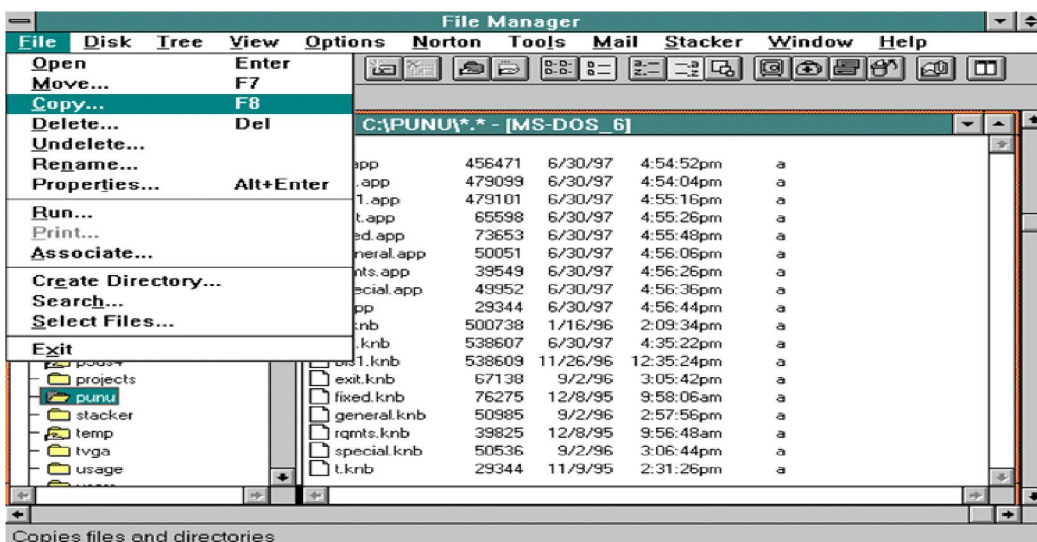 File Manager
File Disk Tree View Options Norton Tools Mail Stacker Window Help
Open Enter
Move... F7
Copy... F8
Delete... Del
Undelete...
Rename...
Properties... Alt+Enter
Run...
Print...
Associate...
Create Directory...
Search...
Select Files...
Exit
C:\PUNU\*.* - [MS-DOS_6]
456471 6/30/97 4:54:52pm a
.app 479099 6/30/97 4:54:04pm a
1.app 479101 6/30/97 4:55:16pm a
t.app 65598 6/30/97 4:55:26pm a
ed.app 73653 6/30/97 4:55:48pm a
neral.app 50051 6/30/97 4:56:06pm a
nts.app 39549 6/30/97 4:56:26pm a
ecial.app 49952 6/30/97 4:56:36pm a
pp 29344 6/30/97 4:56:44pm a
.knb 500738 1/16/96 2:09:34pm a
.knb 538607 6/30/97 4:35:22pm a
538609 11/26/96 12:35:24pm a
exit.knb 67138 9/2/96 3:05:42pm a
fixed.knb 76275 12/8/95 9:58:06am a
general.knb 50985 9/2/96 2:57:56pm a
rqmts.knb 39825 12/8/95 9:56:48am a
special.knb 50536 9/2/96 3:06:44pm a
t.knb 29344 11/9/95 2:31:26pm a
projects
punu
stacker
temp
tvga
usage
Copies files and directories